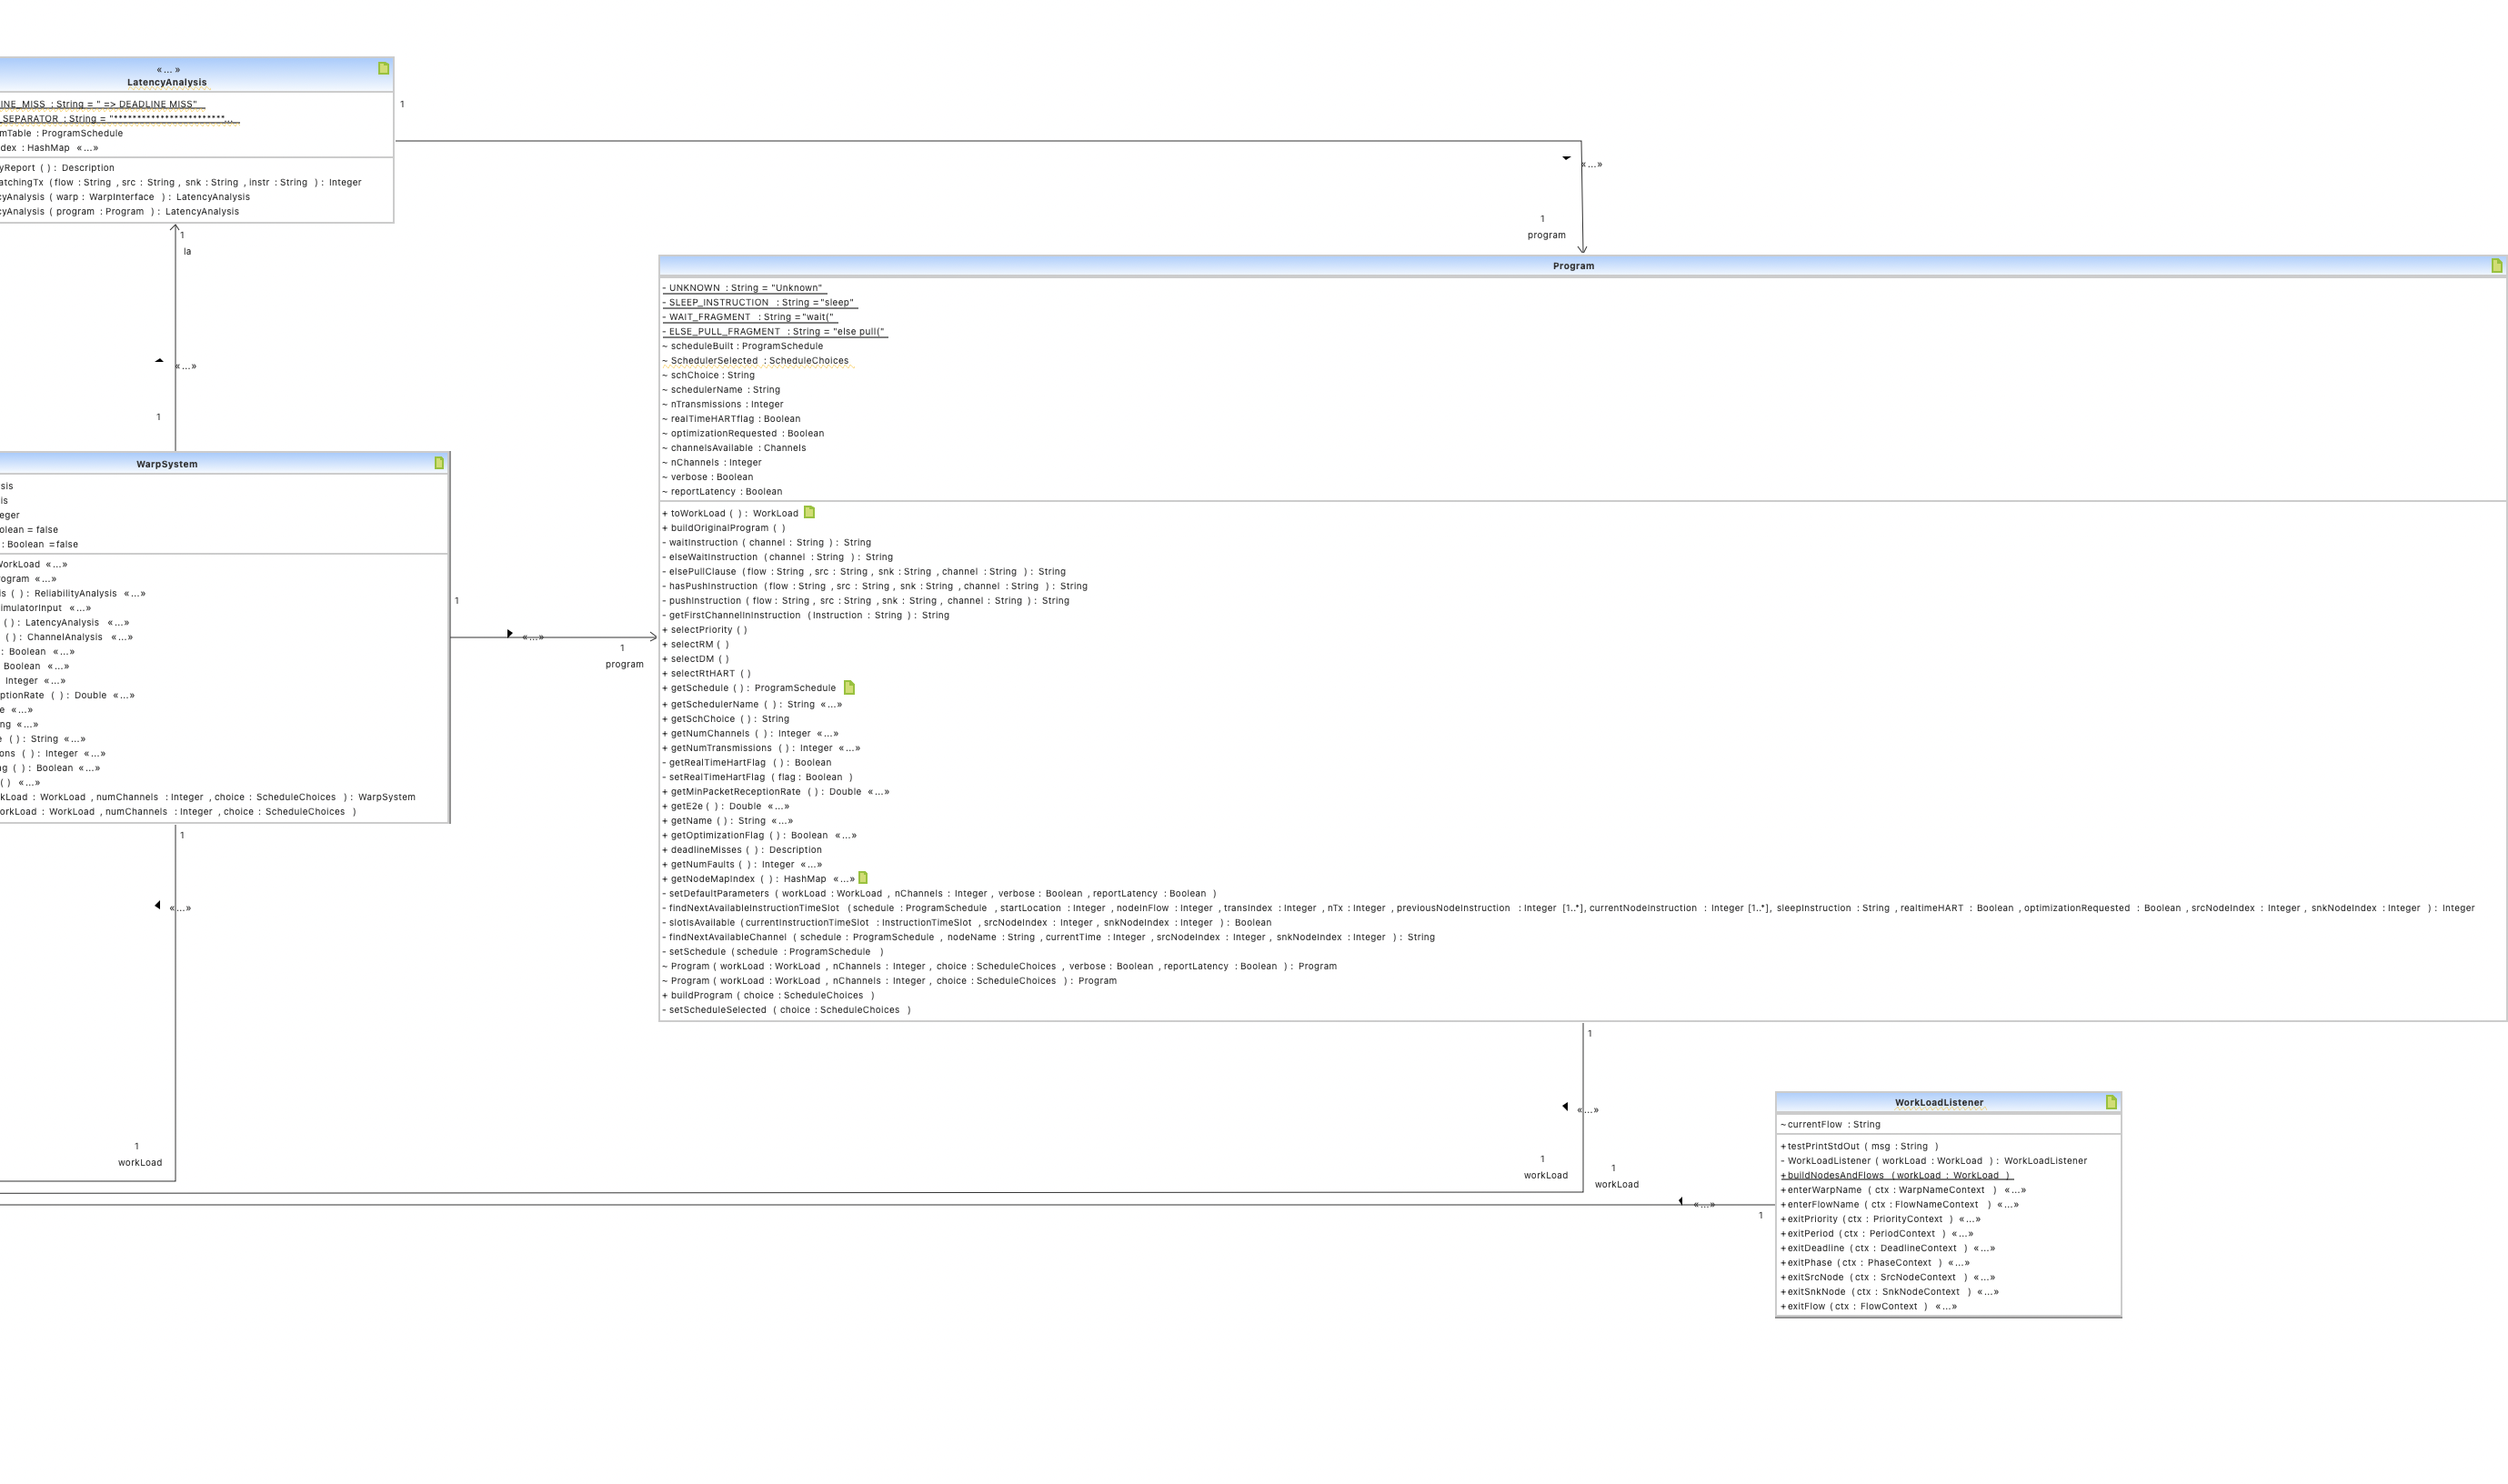 «...»
LatencyAnalysis
INE_MISS : String = " => DEADLINE MISS"
_SEPARATOR : String = "************************...
mTable : ProgramSchedule
dex : HashMap «...»
yReport ( ) : Description
atchingTx (flow : String , src : String , snk : String , instr : String ) : Integer
cyAnalysis ( warp : WarpInterface ) : LatencyAnalysis
cyAnalysis ( program : Program ) : LatencyAnalysis
1
«...»
1
program
1
la
«...»
1
WarpSystem
sis
is
eger
olean = false
: Boolean =false
WorkLoad «...»
ogram «...»
is ( ) : ReliabilityAnalysis «...»
imulatorInput «...»
( ) : LatencyAnalysis «...»
( ) : ChannelAnalysis «...»
: Boolean «...»
Boolean «...»
Integer «...»
ptionRate ( ) : Double «...»
e «...»
ng «...»
e ( ) : String «...»
ons ( ) : Integer «...»
ag ( ) : Boolean «...»
( ) «...»
kLoad : WorkLoad , numChannels : Integer , choice : ScheduleChoices ) : WarpSystem
orkLoad : WorkLoad , numChannels : Integer , choice : ScheduleChoices )
1
«...»
1
program
1
«...»
1
workLoad
Program
- UNKNOWN : String = "Unknown"
- SLEEP_INSTRUCTION : String ="sleep"
- WAIT_FRAGMENT : String ="wait("
- ELSE_PULL_FRAGMENT : String = "else pull("
~ scheduleBuilt : ProgramSchedule
~ SchedulerSelected : ScheduleChoices
~ schChoice : String
~ schedulerName : String
~ nTransmissions : Integer
~ realTimeHARTflag : Boolean
~ optimizationRequested : Boolean
~ channelsAvailable : Channels
~ nChannels : Integer
~ verbose : Boolean
~ reportLatency : Boolean
+ toWorkLoad ( ) : WorkLoad
+ buildOriginalProgram ( )
- waitInstruction ( channel : String ) : String
- elseWaitInstruction (channel : String ) : String
- elsePullClause (flow : String , src : String , snk : String , channel : String ) : String
- hasPushInstruction (flow : String , src : String , snk : String , channel : String ) : String
- pushInstruction ( flow : String , src : String , snk : String , channel : String ) : String
- getFirstChannelInInstruction (Instruction : String ) : String
+ selectPriority ( )
+ selectRM ( )
+ selectDM ( )
+ selectRtHART ( )
+ getSchedule ( ) : ProgramSchedule
+ getSchedulerName ( ) : String «...»
+ getSchChoice ( ) : String
+ getNumChannels ( ) : Integer «...»
+ getNumTransmissions ( ) : Integer «...»
- getRealTimeHartFlag ( ) : Boolean
- setRealTimeHartFlag ( flag : Boolean )
+ getMinPacketReceptionRate ( ) : Double «...»
+ getE2e ( ) : Double «...»
+ getName ( ) : String «...»
+ getOptimizationFlag ( ) : Boolean «...»
+ deadlineMisses ( ) : Description
+ getNumFaults ( ) : Integer «...»
+ getNodeMapIndex ( ) : HashMap «...»
- setDefaultParameters ( workLoad : WorkLoad , nChannels : Integer , verbose : Boolean , reportLatency : Boolean )
- findNextAvailableInstructionTimeSlot (schedule : ProgramSchedule , startLocation : Integer , nodeInFlow : Integer , transIndex : Integer , nTx : Integer , previousNodeInstruction : Integer [1..*], currentNodeInstruction : Integer [1..*], sleepInstruction : String , realtimeHART : Boolean , optimizationRequested : Boolean , srcNodeIndex : Integer , snkNodeIndex : Integer ) : Integer
- slotIsAvailable (currentInstructionTimeSlot : InstructionTimeSlot , srcNodeIndex : Integer , snkNodeIndex : Integer ) : Boolean
- findNextAvailableChannel ( schedule : ProgramSchedule , nodeName : String , currentTime : Integer , srcNodeIndex : Integer , snkNodeIndex : Integer ) : String
- setSchedule (schedule : ProgramSchedule )
~ Program ( workLoad : WorkLoad , nChannels : Integer , choice : ScheduleChoices , verbose : Boolean , reportLatency : Boolean ) : Program
~ Program ( workLoad : WorkLoad , nChannels : Integer , choice : ScheduleChoices ) : Program
+ buildProgram ( choice : ScheduleChoices )
- setScheduleSelected ( choice : ScheduleChoices )
1
«...»
1
workLoad
1
workLoad
«...»
1
WorkLoadListener
~ currentFlow : String
+ testPrintStdOut ( msg : String )
- WorkLoadListener ( workLoad : WorkLoad ) : WorkLoadListener
+ buildNodesAndFlows (workLoad : WorkLoad )
+ enterWarpName ( ctx : WarpNameContext ) «...»
+ enterFlowName ( ctx : FlowNameContext ) «...»
+ exitPriority (ctx : PriorityContext ) «...»
+ exitPeriod (ctx : PeriodContext ) «...»
+ exitDeadline (ctx : DeadlineContext ) «...»
+ exitPhase (ctx : PhaseContext ) «...»
+ exitSrcNode (ctx : SrcNodeContext ) «...»
+ exitSnkNode (ctx : SnkNodeContext ) «...»
+ exitFlow (ctx : FlowContext ) «...»